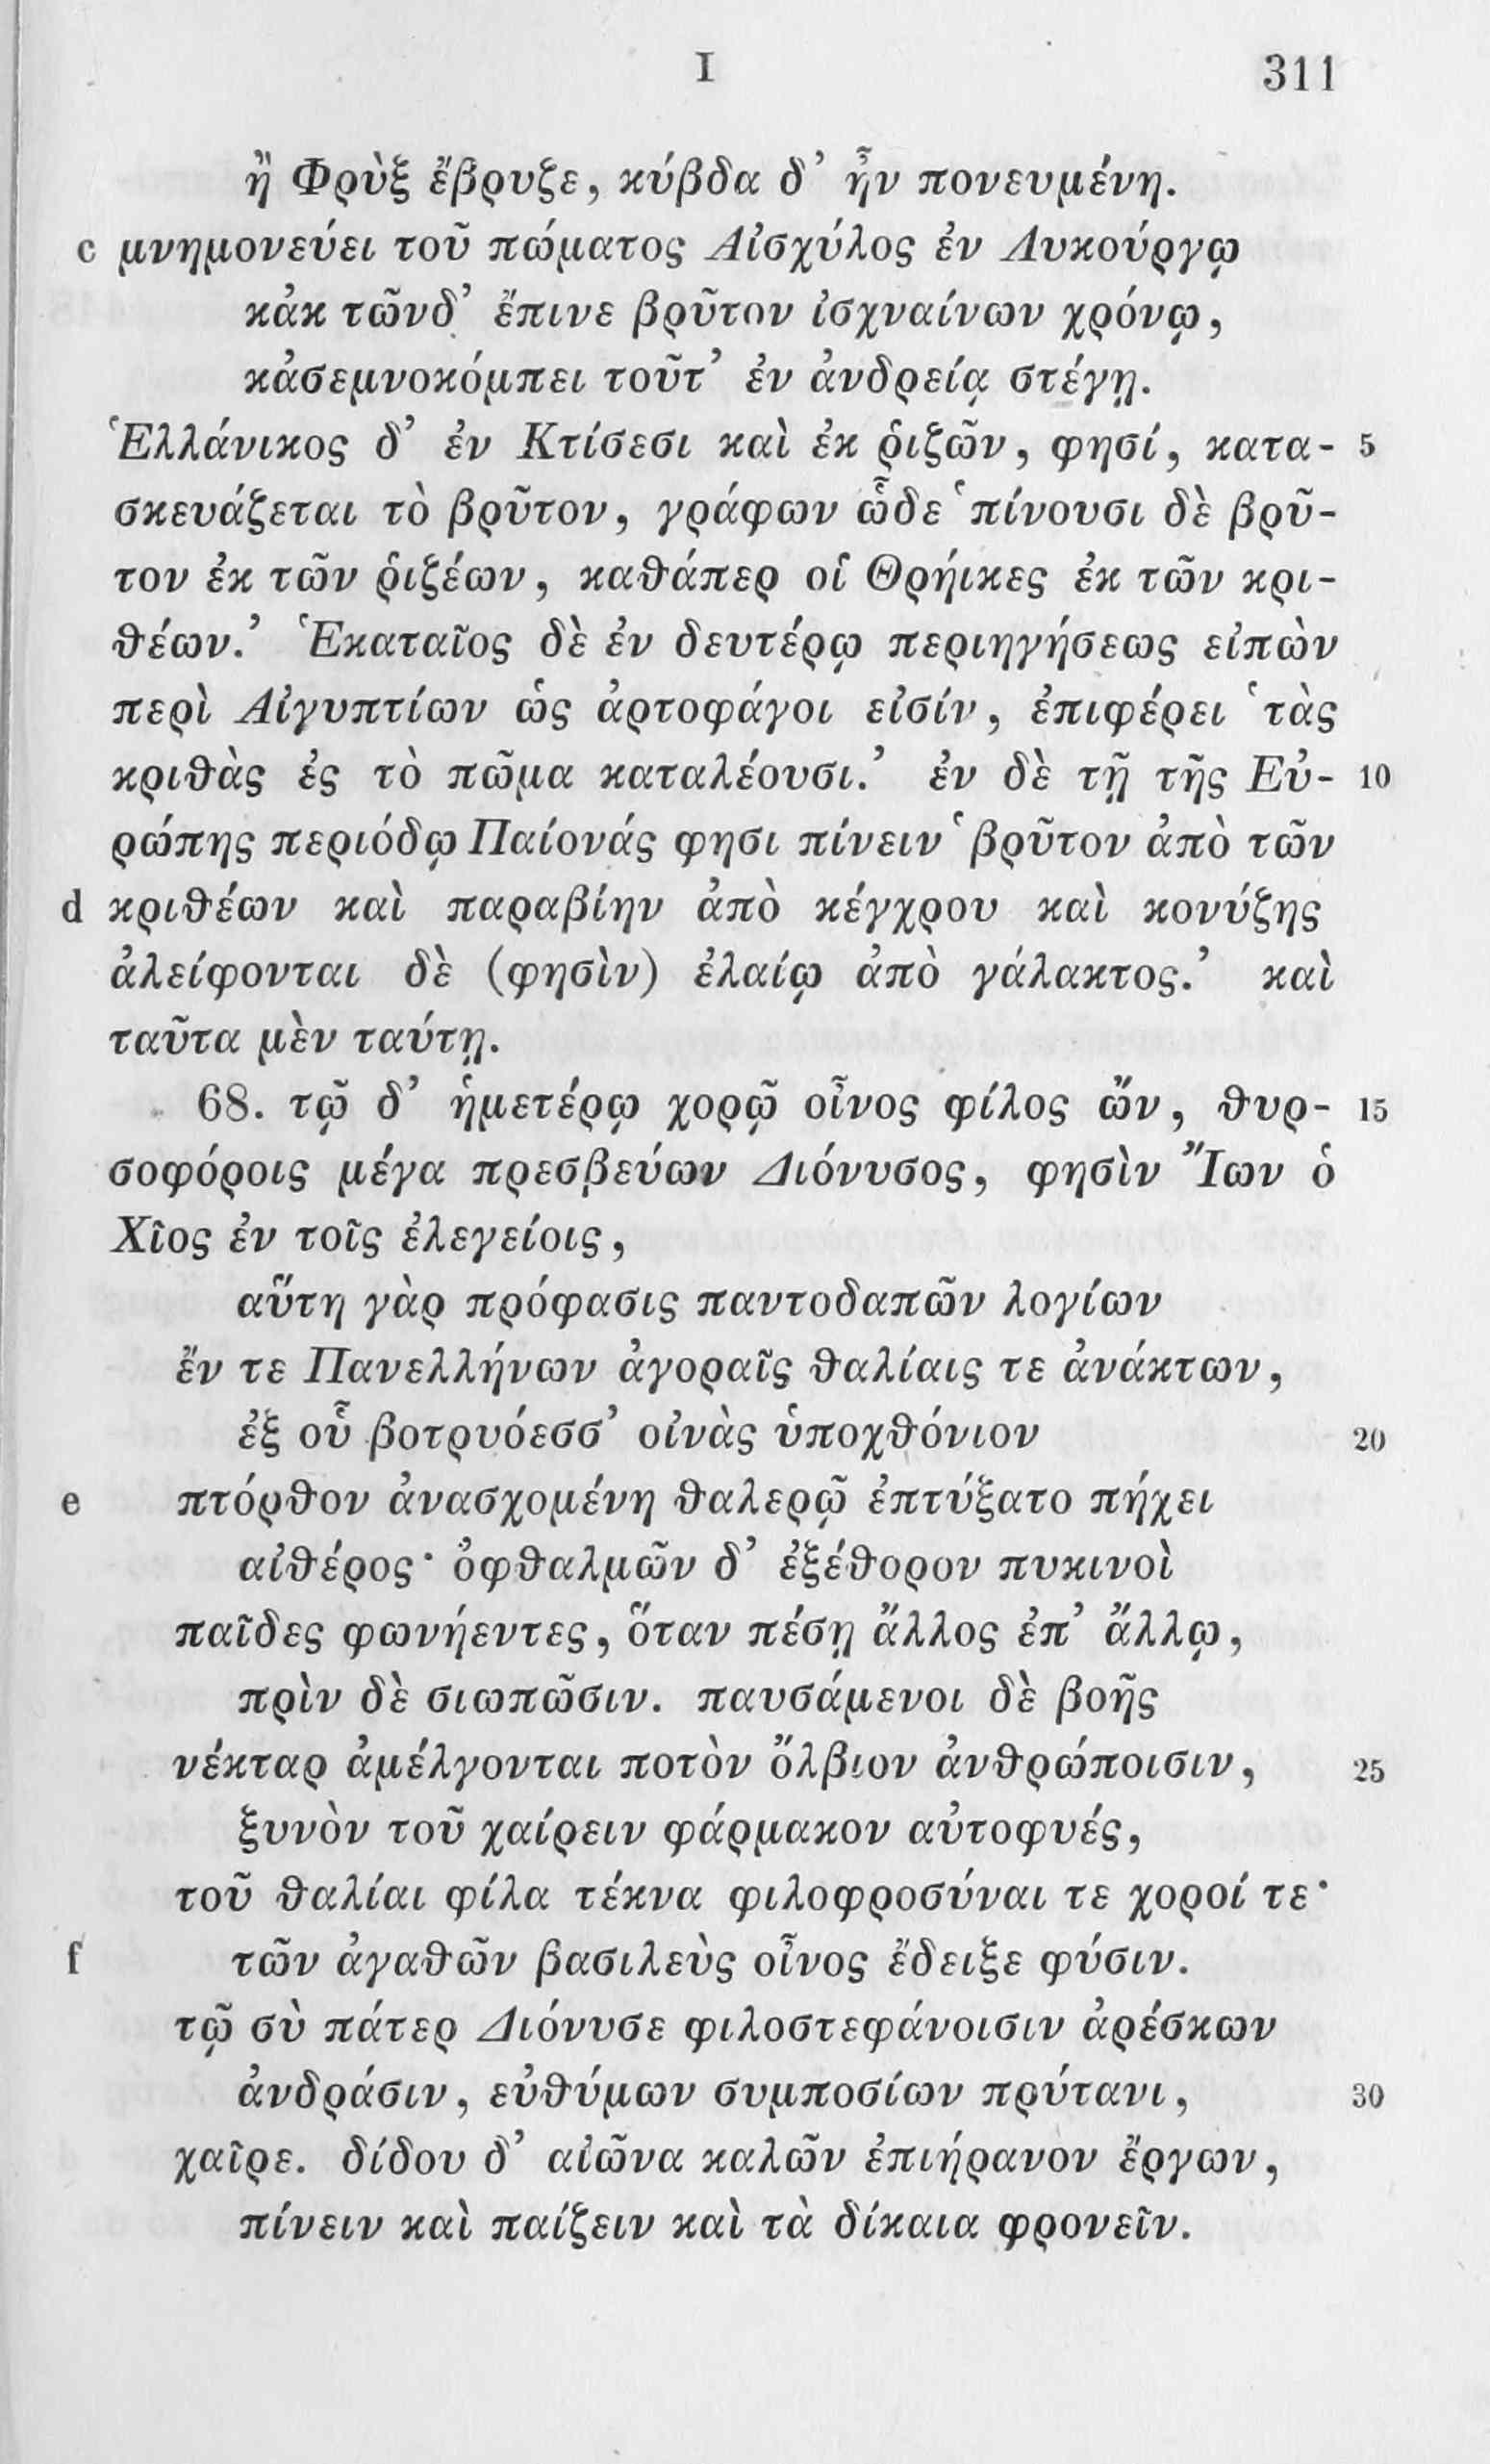 I 311
ἢ Φρὺξ ἔβρυζε, κύβδα δ’ ἦν πονευμένη.
c μνημονεύει τοῦ πώματος Αἰσχύλος ἐν Λυκούργῳ
κἀκ τῶνδ’ ἔπινε βρῦτον ἰσχναίνων χρόνῳ,
κἀσεμνοκόμπει τοῦτ’ ἐν ἀνδρείᾳ στέγῃ.
Ἑλλάνικος δ’ ἐν Κτίσεσι καὶ ἐκ ῥιζῶν, φησί, κατα- 5
σκευάζεται τὸ βρῦτον, γράφων ὧδε ‘πίνουσι δὲ βρῦ-
τον ἐκ τῶν ῥιζέων, καθάπερ οἱ Θρήικες ἐκ τῶν κρι-
θέων.’ Ἑκαταῖος δὲ ἐν δευτέρῳ περιηγήσεως εἰπὼν
περὶ Αἰγυπτίων ὡς ἀρτοφάγοι εἰσίν, ἐπιφέρει ‘τὰς
κριθὰς ἐς τὸ πῶμα καταλέουσι.’ ἐν δὲ τῇ τῆς Εὐ- 10
ρώπης περιόδῳ Παίονάς φησι πίνειν ‘βρῦτον ἀπὸ τῶν
d κριθέων καὶ παραβίην ἀπὸ κέγχρου καὶ κονύζης
ἀλείφονται δὲ (φησὶν) ἐλαίῳ ἀπὸ γάλακτος.’ καὶ
ταῦτα μὲν ταύτῃ.
68. τῷ δ’ ἡμετέρῳ χορῷ οἶνος φίλος ὤν, θυρ- 15
σοφόροις μέγα πρεσβεύων Διόνυσος, φησὶν Ἴων ὁ
Χῖος ἐν τοῖς ἐλεγείοις,
αὕτη γὰρ πρόφασις παντοδαπῶν λογίων
ἔν τε Πανελλήνων ἀγοραῖς θαλίαις τε ἀνάκτων,
ἐξ οὗ βοτρυόεσσ’ οἰνὰς ὑποχθόνιον 20
e πτόρθον ἀνασχομένη θαλερῷ ἐπτύξατο πήχει
αἰθέρος· ὀφθαλμῶν δ’ ἐξέθορον πυκινοὶ
παῖδες φωνήεντες, ὅταν πέσῃ ἄλλος ἐπ’ ἄλλῳ,
πρὶν δὲ σιωπῶσιν. παυσάμενοι δὲ βοῆς
νέκταρ ἀμέλγονται ποτὸν ὄλβιον ἀνθρώποισιν, 25
ξυνὸν τοῦ χαίρειν φάρμακον αὐτοφυές,
τοῦ θαλίαι φίλα τέκνα φιλοφροσύναι τε χοροί τε·
f τῶν ἀγαθῶν βασιλεὺς οἶνος ἔδειξε φύσιν.
τῷ σὺ πάτερ Διόνυσε φιλοστεφάνοισιν ἀρέσκων
ἀνδράσιν, εὐθύμων συμποσίων πρύτανι, 30
χαῖρε. δίδου δ’ αἰῶνα καλῶν ἐπιήρανον ἔργων,
πίνειν καὶ παίζειν καὶ τὰ δίκαια φρονεῖν.